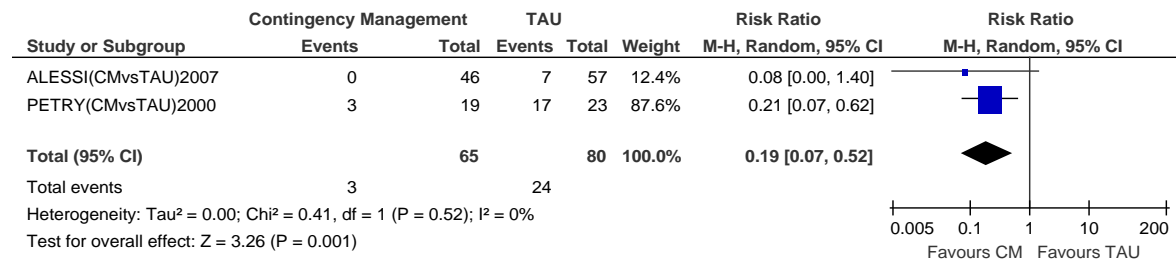 Contingency Management TAU Risk Ratio Risk Ratio
Study or Subgroup Events Total Events Total Weight M-H, Random, 95% CI M-H, Random, 95% CI
ALESSI(CMvsTAU)2007 0 46 7 57 12.4% 0.08 [0.00, 1.40]
PETRY(CMvsTAU)2000 3 19 17 23 87.6% 0.21 [0.07, 0.62]
Total (95% CI) 65 80 100.0% 0.19 [0.07, 0.52]
Total events 3 24
Heterogeneity: Tau² = 0.00; Chi² = 0.41, df = 1 (P = 0.52); I² = 0%
Test for overall effect: Z = 3.26 (P = 0.001)
0.005 0.1 1 10 200
Favours CM Favours TAU